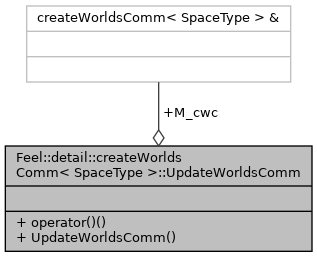 createWorldsComm< SpaceType > &
+M_cwc
Feel::detail::createWorlds
Comm< SpaceType >::UpdateWorldsComm
+ operator()()
+ UpdateWorldsComm()